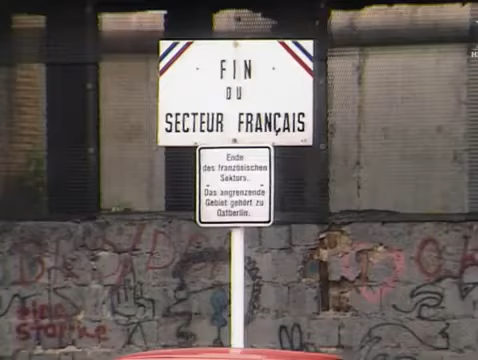 FIN
DU
SECTEUR FRANÇAIS
Ende
des französischen
Sektors.
Das angrenzende
Gebiet gehört zu
Ostberlin.